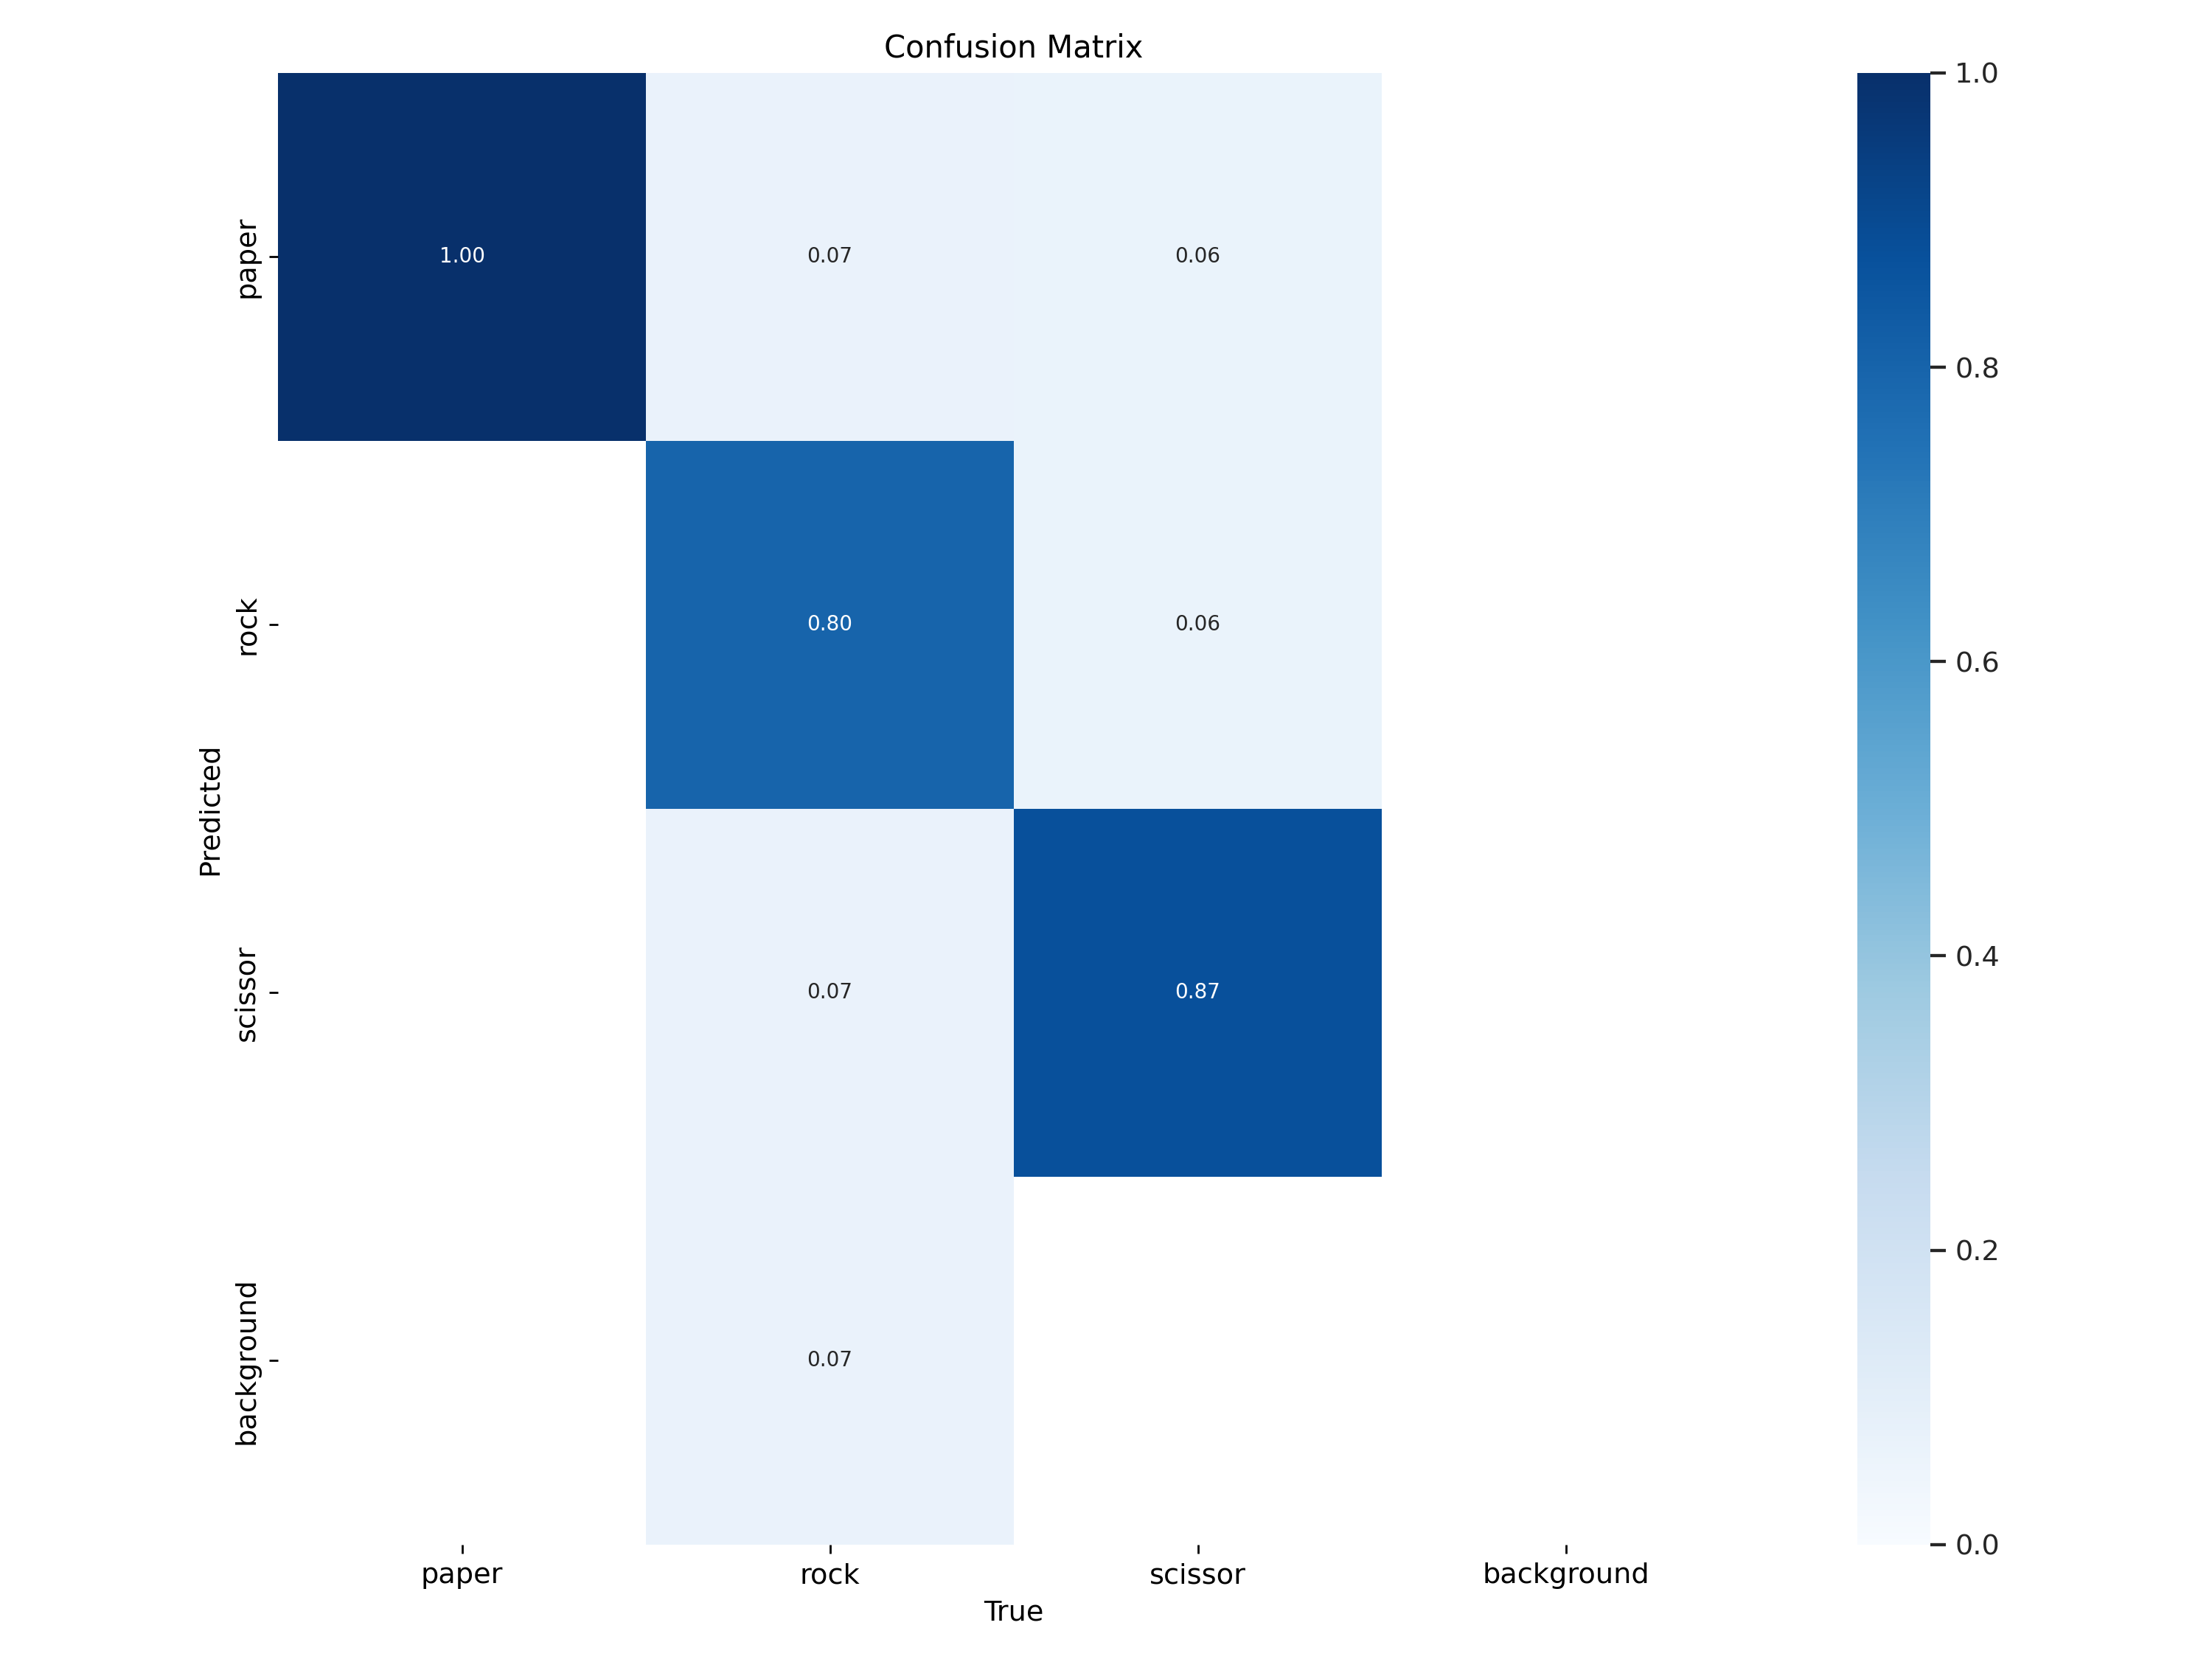 Confusion Matrix
1.0
paper
1.00
0.07
0.06
0.8
rock
0.80
0.06
0.6
Predicted
scissor
0.07
0.87
0.4
0.2
background
0.07
0.0
paper
rock
scissor
background
True